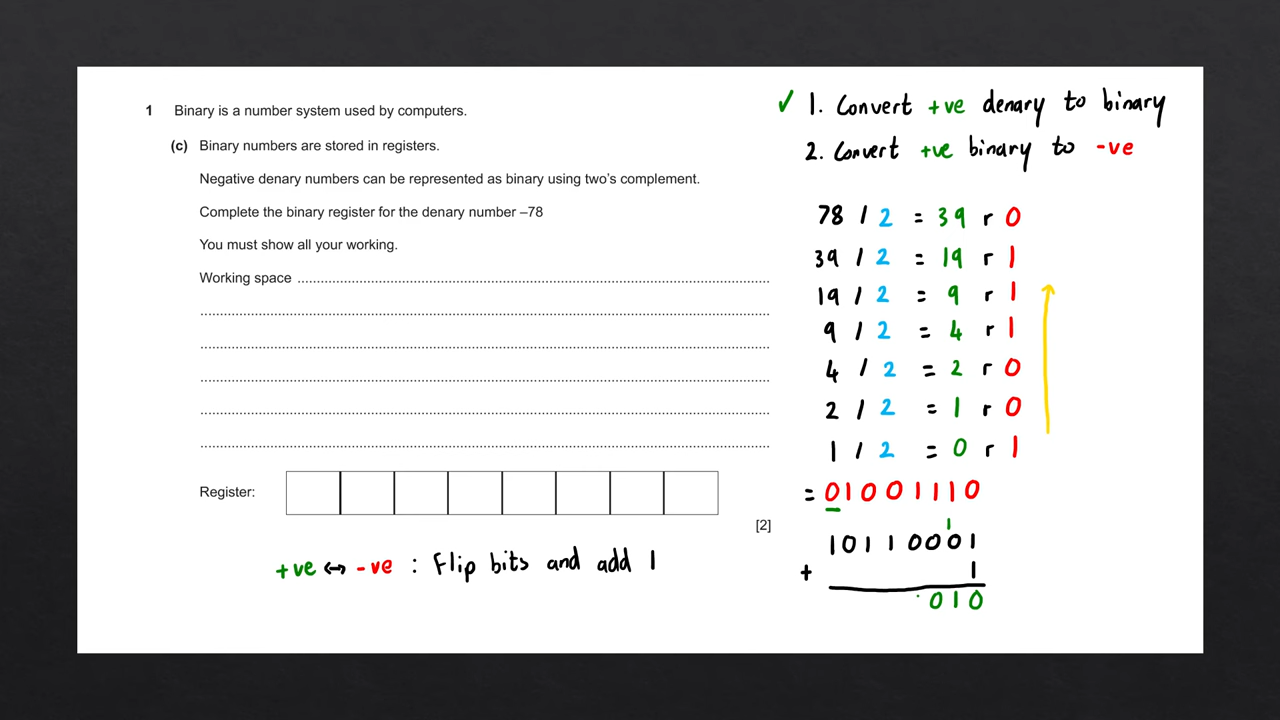 1 Binary is a number system used by computers.
(c) Binary numbers are stored in registers.
Negative denary numbers can be represented as binary using two's complement.
Complete the binary register for the denary number –78
You must show all your working.
Working space ..........................................................................................
..........................................................................................
..........................................................................................
..........................................................................................
..........................................................................................
..........................................................................................
Register:
[2]
+ve ↔ -ve : Flip bits and add 1
✓ 1. Convert +ve denary to binary
2. Convert +ve binary to -ve
78 / 2 = 39 r 0
39 / 2 = 19 r 1
19 / 2 = 9 r 1
9 / 2 = 4 r 1
4 / 2 = 2 r 0
2 / 2 = 1 r 0
1 / 2 = 0 r 1
= 01001110
1
10110001
+ 1
010